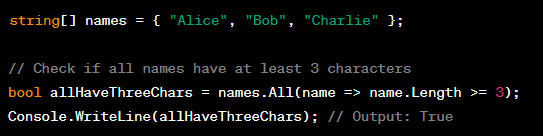 string[] names = { "Alice", "Bob", "Charlie" };
// Check if all names have at least 3 characters
bool allHaveThreeChars = names.All(name => name.Length >= 3);
Console.WriteLine(allHaveThreeChars); // Output: True